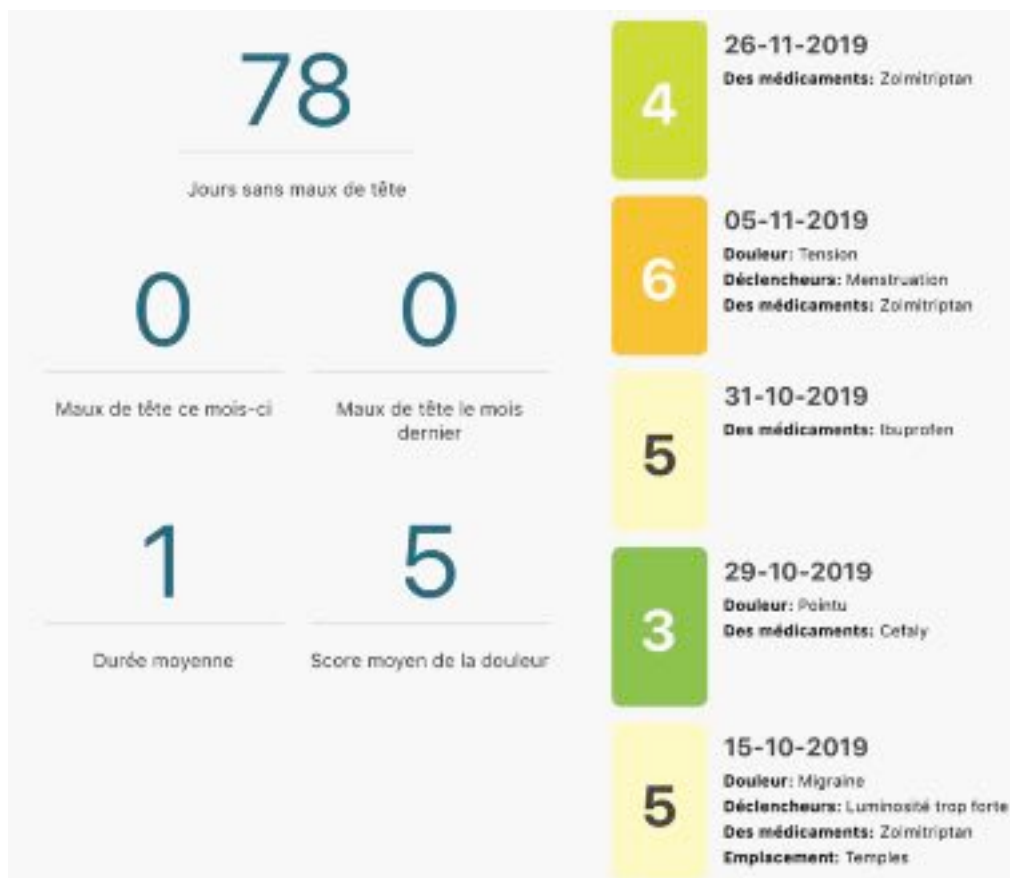 78
Jours sans maux de tête
0
Maux de tête ce mois-ci
0
Maux de tête le mois
dernier
1
Durée moyenne
5
Score moyen de la douleur
4
26-11-2019
Des médicaments: Zolmitriptan
6
05-11-2019
Douleur: Tension
Déclencheurs: Menstruation
Des médicaments: Zolmitriptan
5
31-10-2019
Des médicaments: Ibuprofen
3
29-10-2019
Douleur: Pointu
Des médicaments: Cefaly
5
15-10-2019
Douleur: Migraine
Déclencheurs: Luminosité trop forte
Des médicaments: Zolmitriptan
Emplacement: Temples